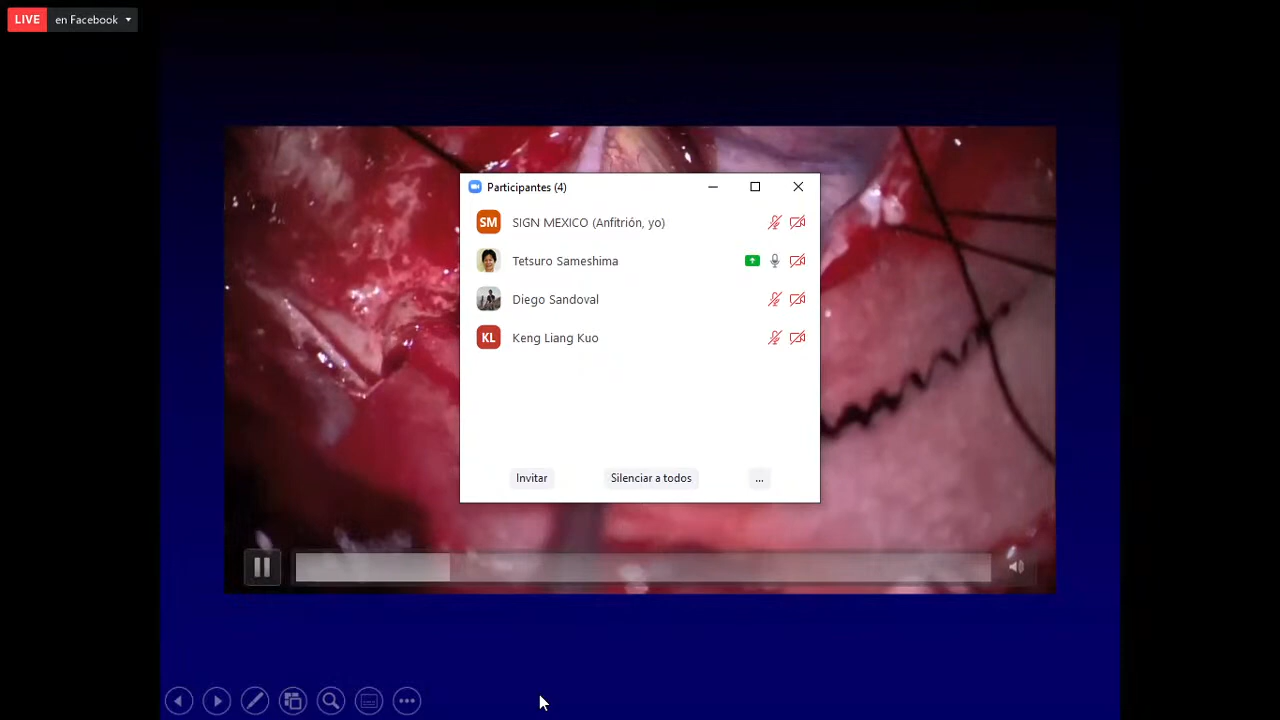 LIVE en Facebook
Participantes (4)
SM SIGN MEXICO (Anfitrión, yo)
Tetsuro Sameshima
Diego Sandoval
KL Keng Liang Kuo
Invitar Silenciar a todos ...